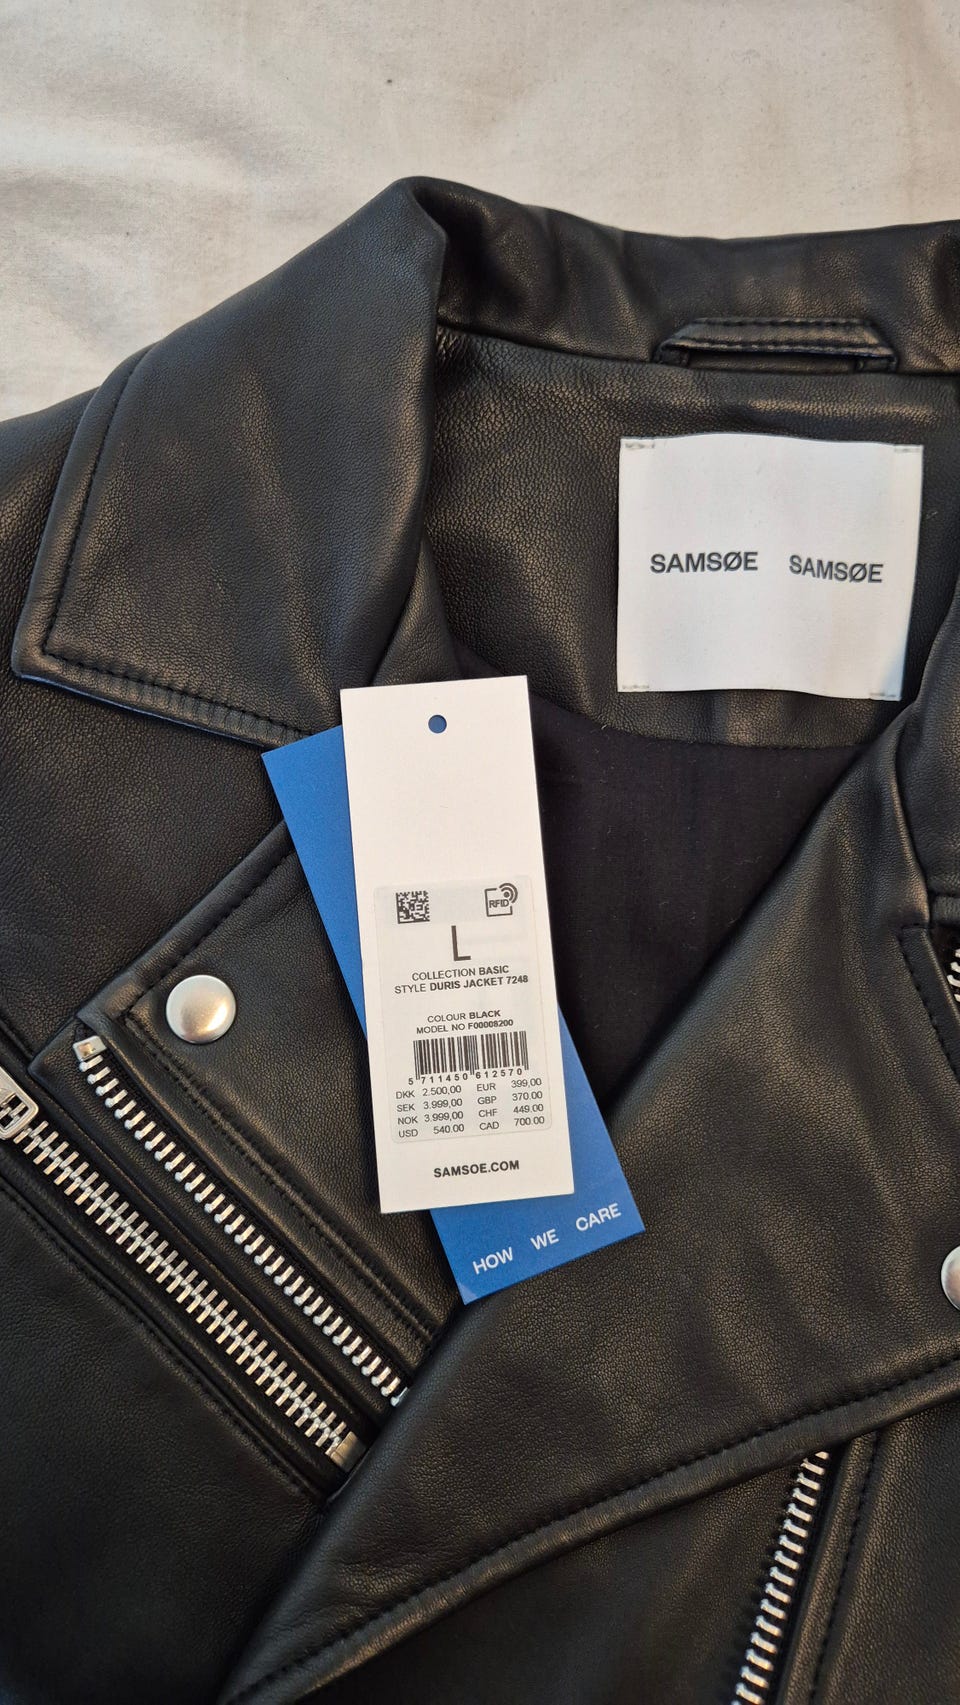 SAMSØE SAMSØE
RFID
L
COLLECTION BASIC
STYLE DURIS JACKET 7248
COLOUR BLACK
MODEL NO F00008200
5 711450 612570
DKK 2.500,00 EUR 399,00
SEK 3.999,00 GBP 370.00
NOK 3.999,00 CHF 449.00
USD 540.00 CAD 700.00
SAMSOE.COM
HOW WE CARE